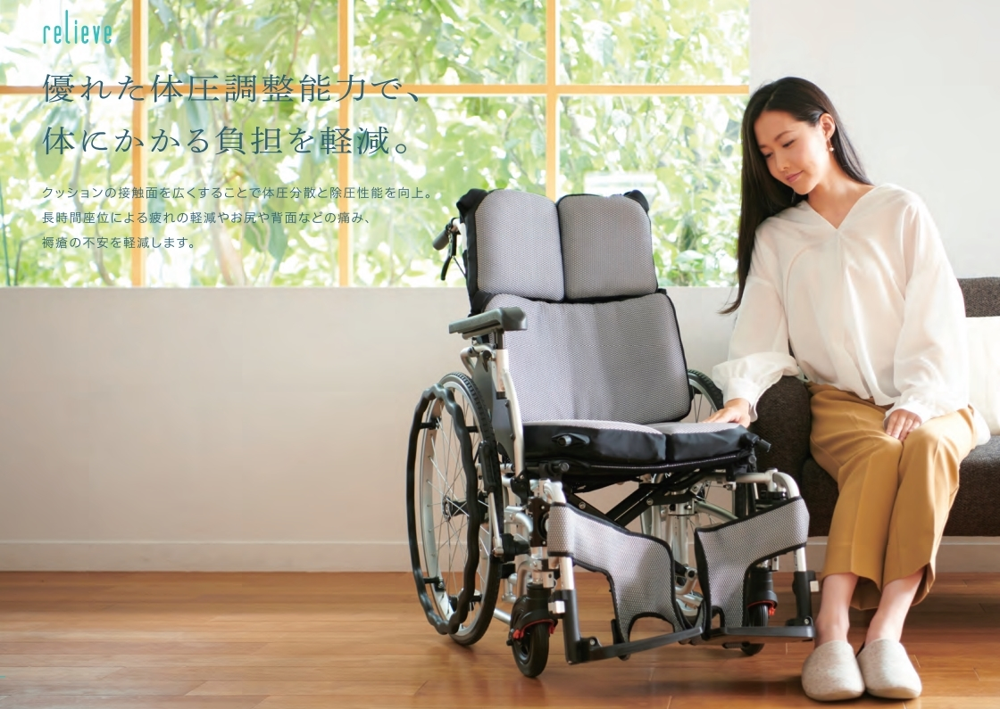 relieve
優れた体圧調整能力で、
体にかかる負担を軽減。
クッションの接触面を広くすることで体圧分散と除圧性能を向上。
長時間座位による疲れの軽減やお尻や背面などの痛み、
褥瘡の不安を軽減します。